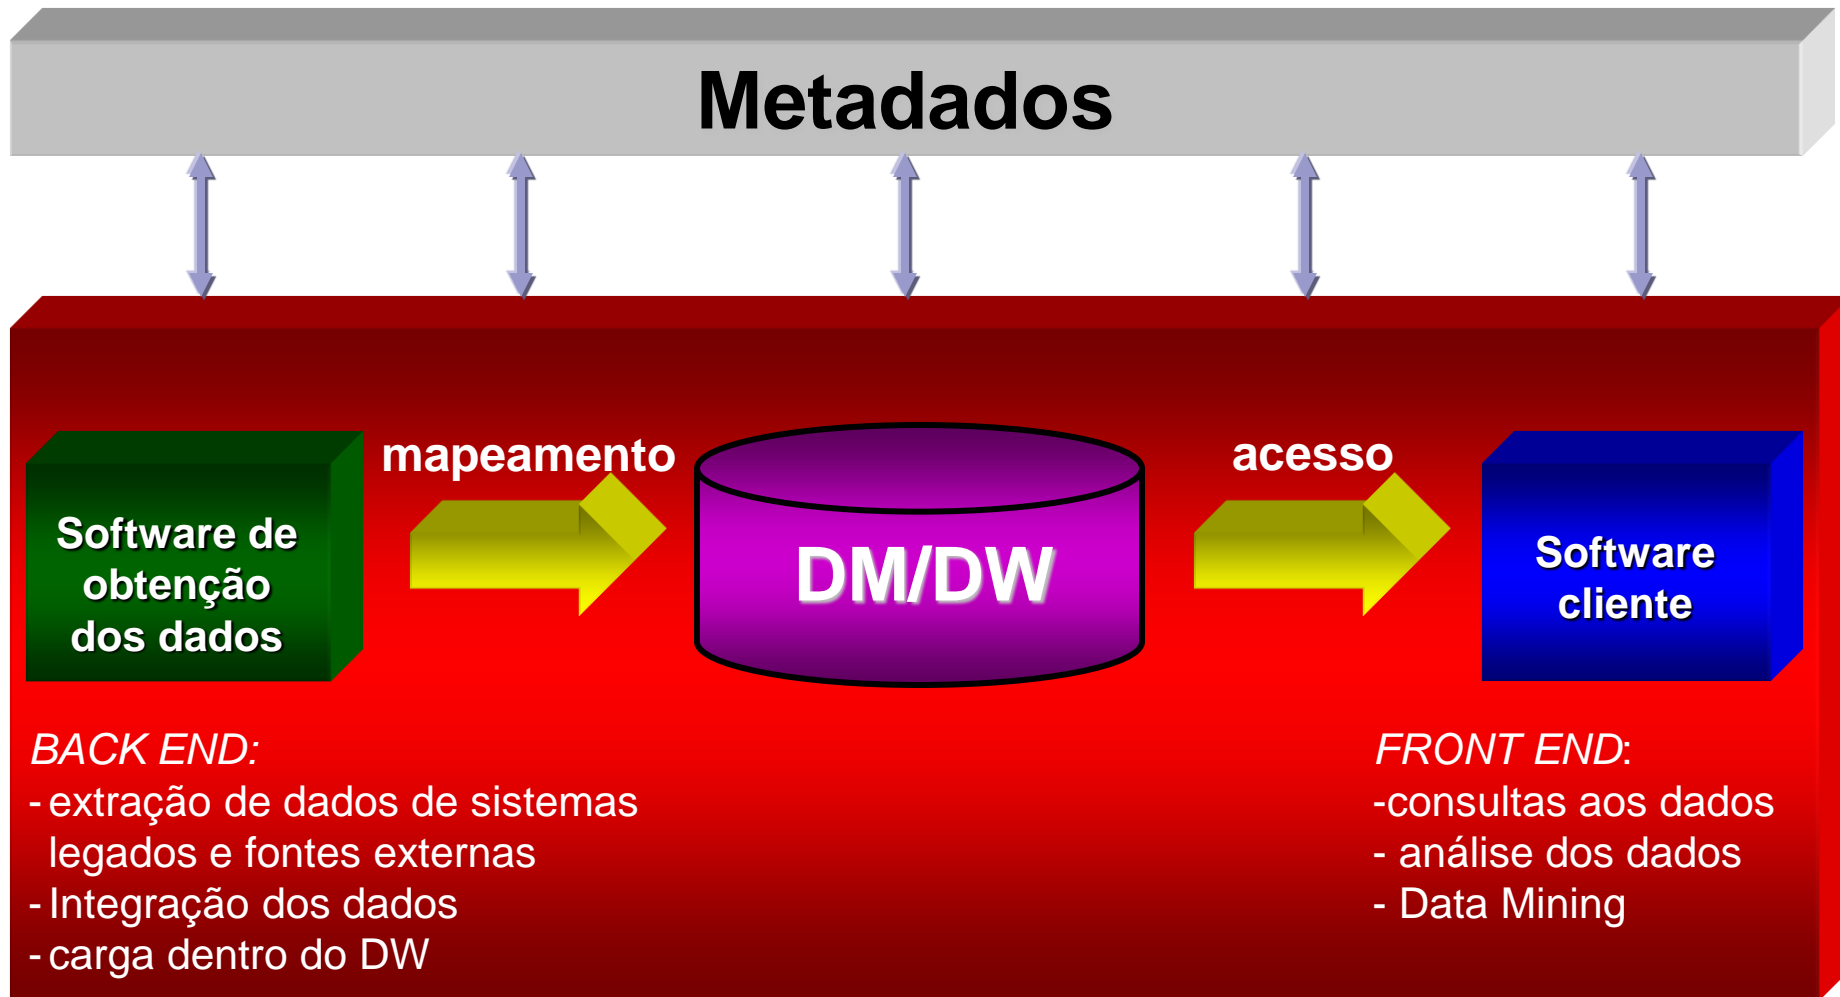 Metadados
mapeamento
acesso
Software de
obtenção
dos dados
DM/DW
Software
cliente
BACK END:
- extração de dados de sistemas
legados e fontes externas
- Integração dos dados
- carga dentro do DW
FRONT END:
-consultas aos dados
- análise dos dados
- Data Mining